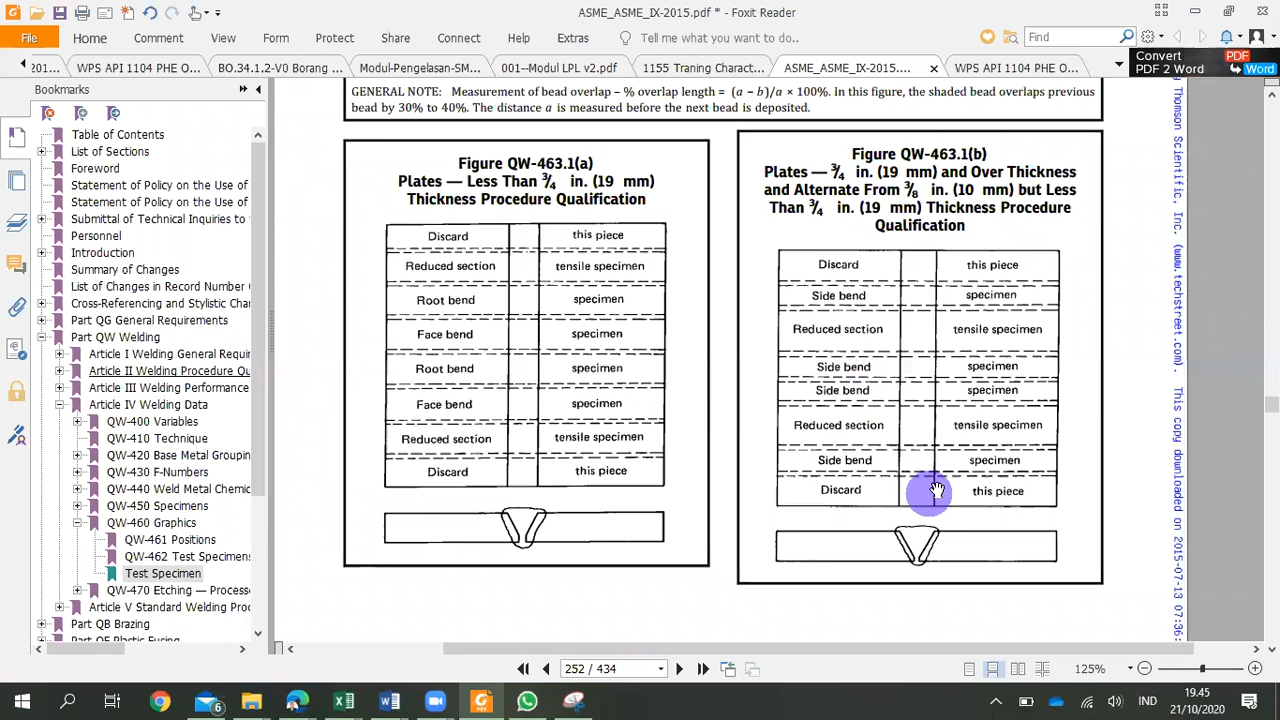 ASME_ASME_IX-2015.pdf * - Foxit Reader
File Home Comment View Form Protect Share Connect Help Extras Tell me what you want to do.. Find
201... WPS API 1104 PHE O... BO.34.1.2-V0 Borang ... Modul-Pengelasan-SM... 001-P2-UJ LPL v2.pdf 1155 Traning Charact... ASME_ASME_IX-2015.... WPS API 1104 PHE O...
Convert PDF
PDF 2 Word Word
Bookmarks
Table of Contents
List of Sections
Foreword
Statement of Policy on the Use of
Statement of Policy on the Use of
Submittal of Technical Inquiries to
Personnel
Introduction
Summary of Changes
List of Changes in Record Number
Cross-Referencing and Stylistic Chan
Part QG General Requirements
Part QW Welding
Article I Welding General Requir
Article II Welding Procedure Qu
Article III Welding Performance
Article IV Welding Data
QW-400 Variables
QW-410 Technique
QW-420 Base Metal Grouping
QW-430 F-Numbers
QW-440 Weld Metal Chemic
QW-450 Specimens
QW-460 Graphics
QW-461 Positions
QW-462 Test Specimens
Test Specimen
QW-470 Etching — Processe
Article V Standard Welding Proc
Part QB Brazing
Part QF Plastic Fusing
GENERAL NOTE: Measurement of bead overlap – % overlap length = (a – b)/a × 100%. In this figure, the shaded bead overlaps previous
bead by 30% to 40%. The distance a is measured before the next bead is deposited.
Figure QW-463.1(a)
Plates — Less Than 3/4 in. (19 mm)
Thickness Procedure Qualification
Discard this piece
Reduced section tensile specimen
Root bend specimen
Face bend specimen
Root bend specimen
Face bend specimen
Reduced section tensile specimen
Discard this piece
Figure QW-463.1(b)
Plates — 3/4 in. (19 mm) and Over Thickness
and Alternate From 3/8 in. (10 mm) but Less
Than 3/4 in. (19 mm) Thickness Procedure
Qualification
Discard this piece
Side bend specimen
Reduced section tensile specimen
Side bend specimen
Side bend specimen
Reduced section tensile specimen
Side bend specimen
Discard this piece
Thomson Scientific, Inc. (www.techstreet.com). This copy downloaded on 2015-07-13 07:36:
252 / 434
125%
6
IND
19.45
21/10/2020